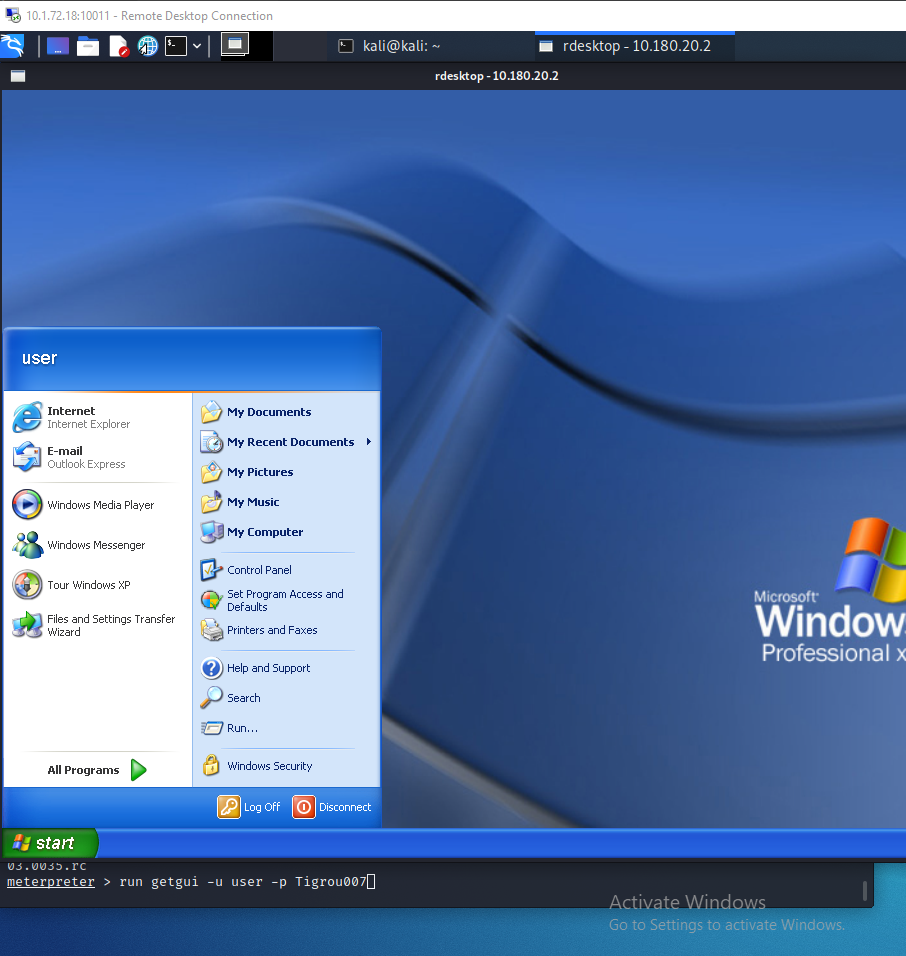 10.1.72.18:10011 - Remote Desktop Connection
kali@kali: ~
rdesktop - 10.180.20.2
rdesktop - 10.180.20.2
user
Internet
Internet Explorer
E-mail
Outlook Express
Windows Media Player
Windows Messenger
Tour Windows XP
Files and Settings Transfer
Wizard
All Programs
My Documents
My Recent Documents
My Pictures
My Music
My Computer
Control Panel
Set Program Access and
Defaults
Printers and Faxes
Help and Support
Search
Run...
Windows Security
Log Off
Disconnect
Microsoft
Windows
Professional x
start
03.0035.rc
meterpreter > run getgui -u user -p Tigrou007
Activate Windows
Go to Settings to activate Windows.